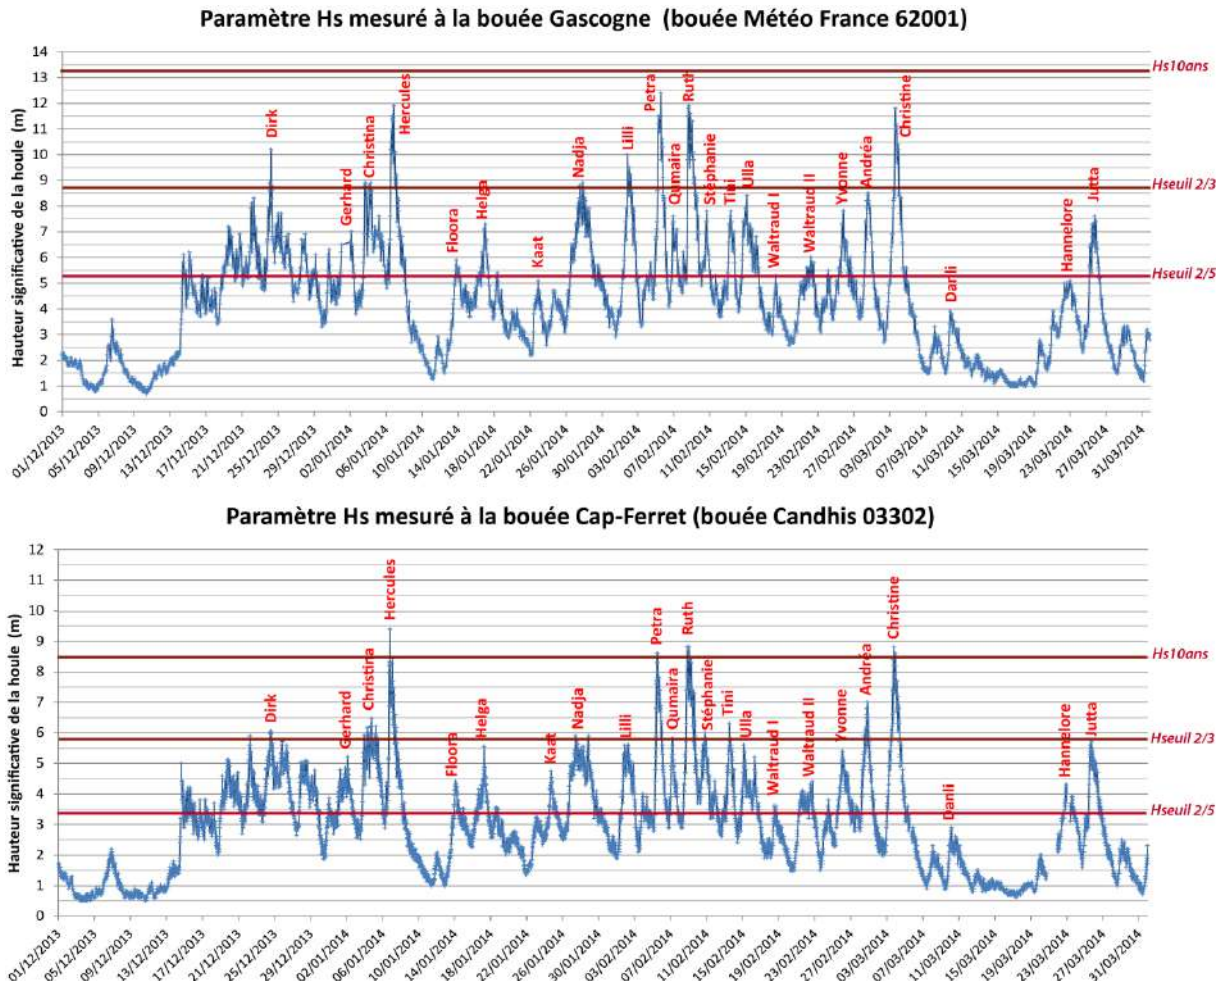 Paramètre Hs mesuré à la bouée Gascogne (bouée Météo France 62001)
Hauteur significative de la houle (m)
14
13
12
11
10
9
8
7
6
5
4
3
2
1
0
Hs10ans
Hseuil 2/3
Hseuil 2/5
Dirk
Gerhard
Christina
Hercules
Floora
Helga
Kaat
Nadja
Lilli
Petra
Qumaira
Ruth
Stéphanie
Tini
Ulla
Waltraud I
Waltraud II
Yvonne
Andréa
Christine
Danli
Hannelore
Jutta
01/12/2013
05/12/2013
09/12/2013
13/12/2013
17/12/2013
21/12/2013
25/12/2013
29/12/2013
02/01/2014
06/01/2014
10/01/2014
14/01/2014
18/01/2014
22/01/2014
26/01/2014
30/01/2014
03/02/2014
07/02/2014
11/02/2014
15/02/2014
19/02/2014
23/02/2014
27/02/2014
03/03/2014
07/03/2014
11/03/2014
15/03/2014
19/03/2014
23/03/2014
27/03/2014
31/03/2014
Paramètre Hs mesuré à la bouée Cap-Ferret (bouée Candhis 03302)
Hauteur significative de la houle (m)
12
11
10
9
8
7
6
5
4
3
2
1
0
Hs10ans
Hseuil 2/3
Hseuil 2/5
Dirk
Gerhard
Christina
Hercules
Floora
Helga
Kaat
Nadja
Lilli
Petra
Qumaira
Ruth
Stéphanie
Tini
Ulla
Waltraud I
Waltraud II
Yvonne
Andréa
Christine
Danli
Hannelore
Jutta
01/12/2013
05/12/2013
09/12/2013
13/12/2013
17/12/2013
21/12/2013
25/12/2013
29/12/2013
02/01/2014
06/01/2014
10/01/2014
14/01/2014
18/01/2014
22/01/2014
26/01/2014
30/01/2014
03/02/2014
07/02/2014
11/02/2014
15/02/2014
19/02/2014
23/02/2014
27/02/2014
03/03/2014
07/03/2014
11/03/2014
15/03/2014
19/03/2014
23/03/2014
27/03/2014
31/03/2014